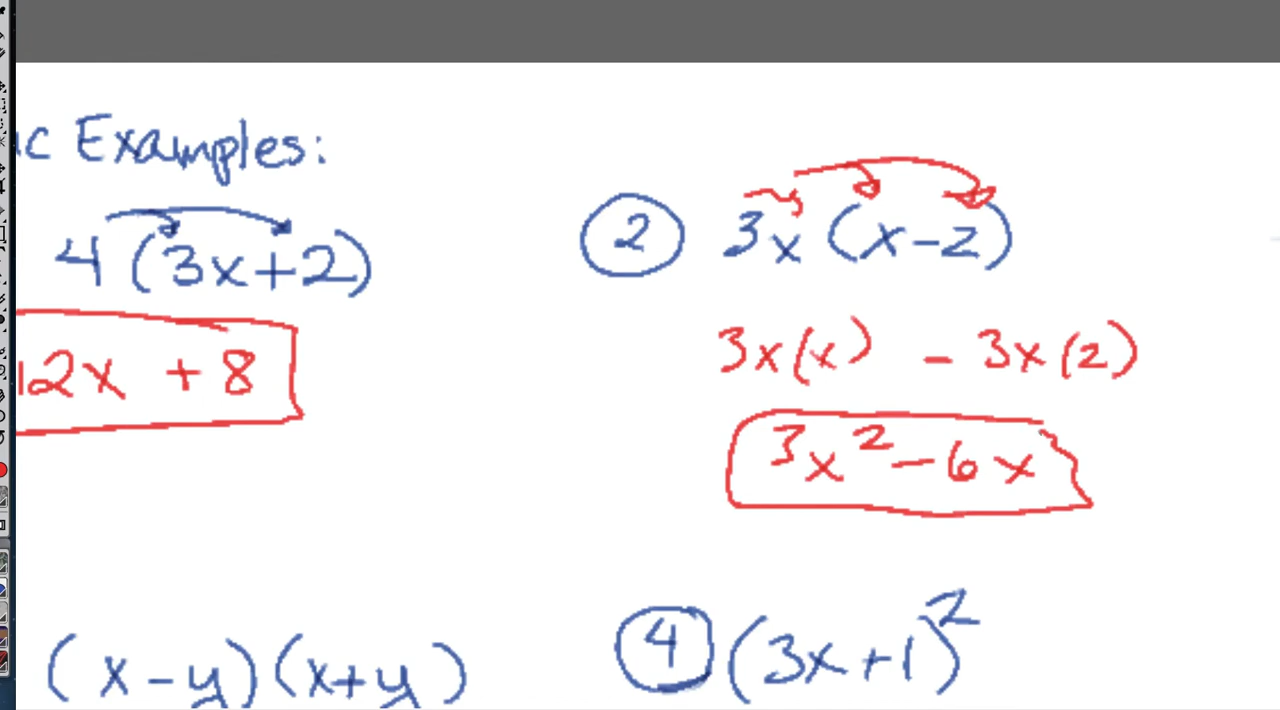 Examples:
4 (3x+2)
12x + 8
2 3x (x-2)
3x(x) - 3x(2)
3x² - 6x
(x-y)(x+y)
4 (3x+1)²